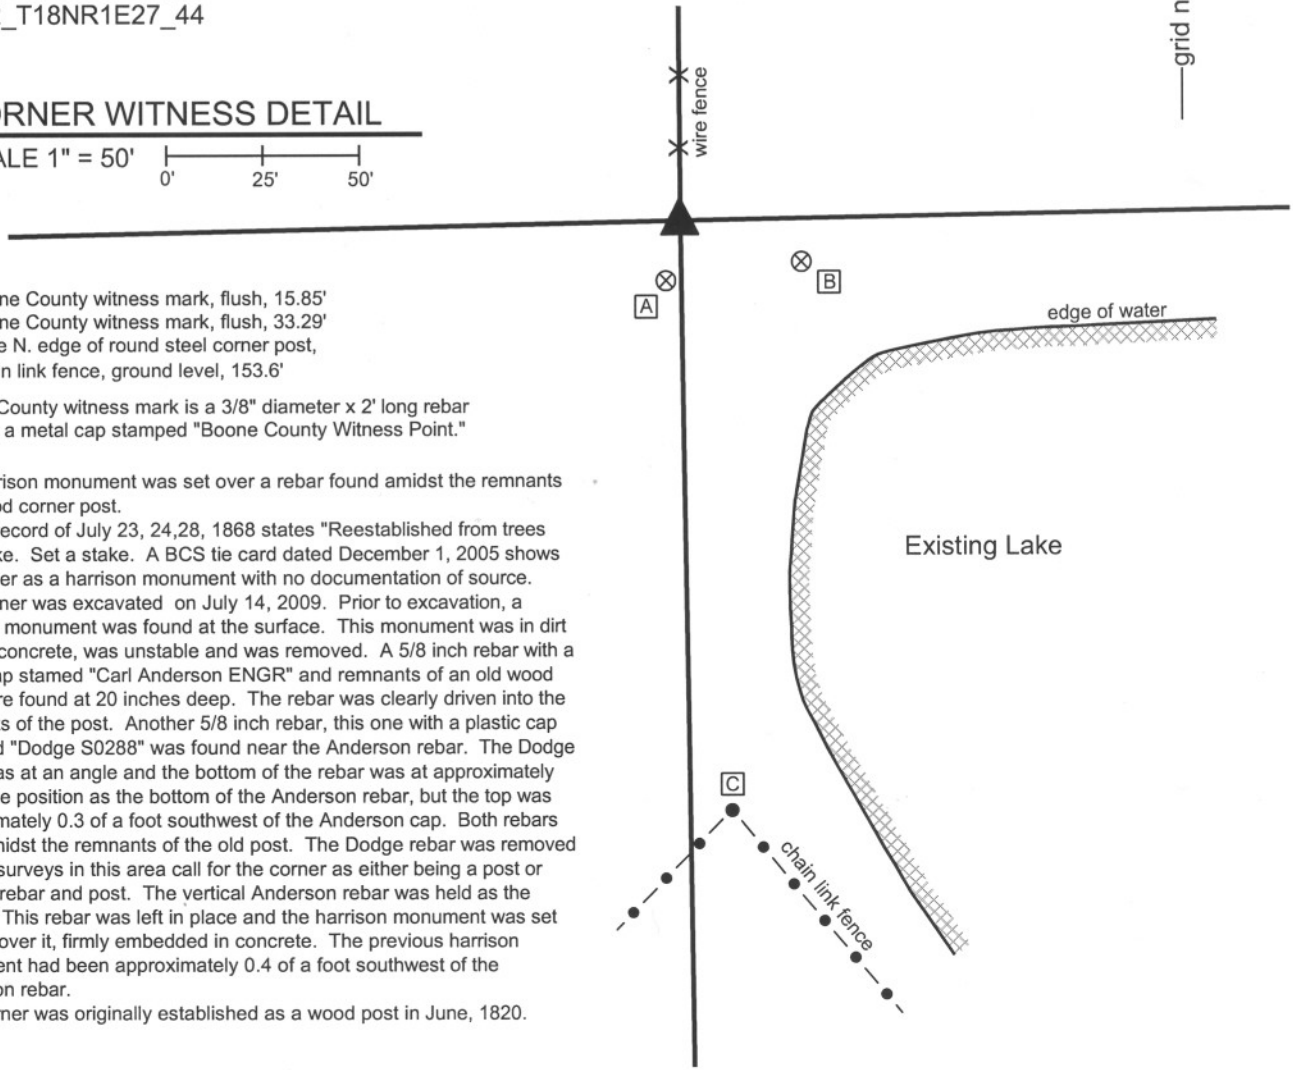 _T18NR1E27_44
ORNER WITNESS DETAIL
ALE 1" = 50'
0' 25' 50'
wire fence
grid n
A
B
ne County witness mark, flush, 15.85'
ne County witness mark, flush, 33.29'
e N. edge of round steel corner post,
n link fence, ground level, 153.6'
County witness mark is a 3/8" diameter x 2' long rebar
a metal cap stamped "Boone County Witness Point."
rison monument was set over a rebar found amidst the remnants
od corner post.
ecord of July 23, 24,28, 1868 states "Reestablished from trees
ke. Set a stake. A BCS tie card dated December 1, 2005 shows
er as a harrison monument with no documentation of source.
ner was excavated on July 14, 2009. Prior to excavation, a
monument was found at the surface. This monument was in dirt
concrete, was unstable and was removed. A 5/8 inch rebar with a
ap stamed "Carl Anderson ENGR" and remnants of an old wood
re found at 20 inches deep. The rebar was clearly driven into the
ts of the post. Another 5/8 inch rebar, this one with a plastic cap
d "Dodge S0288" was found near the Anderson rebar. The Dodge
as at an angle and the bottom of the rebar was at approximately
e position as the bottom of the Anderson rebar, but the top was
mately 0.3 of a foot southwest of the Anderson cap. Both rebars
nidst the remnants of the old post. The Dodge rebar was removed
surveys in this area call for the corner as either being a post or
rebar and post. The vertical Anderson rebar was held as the
This rebar was left in place and the harrison monument was set
over it, firmly embedded in concrete. The previous harrison
ent had been approximately 0.4 of a foot southwest of the
on rebar.
rner was originally established as a wood post in June, 1820.
edge of water
Existing Lake
C
chain link fence